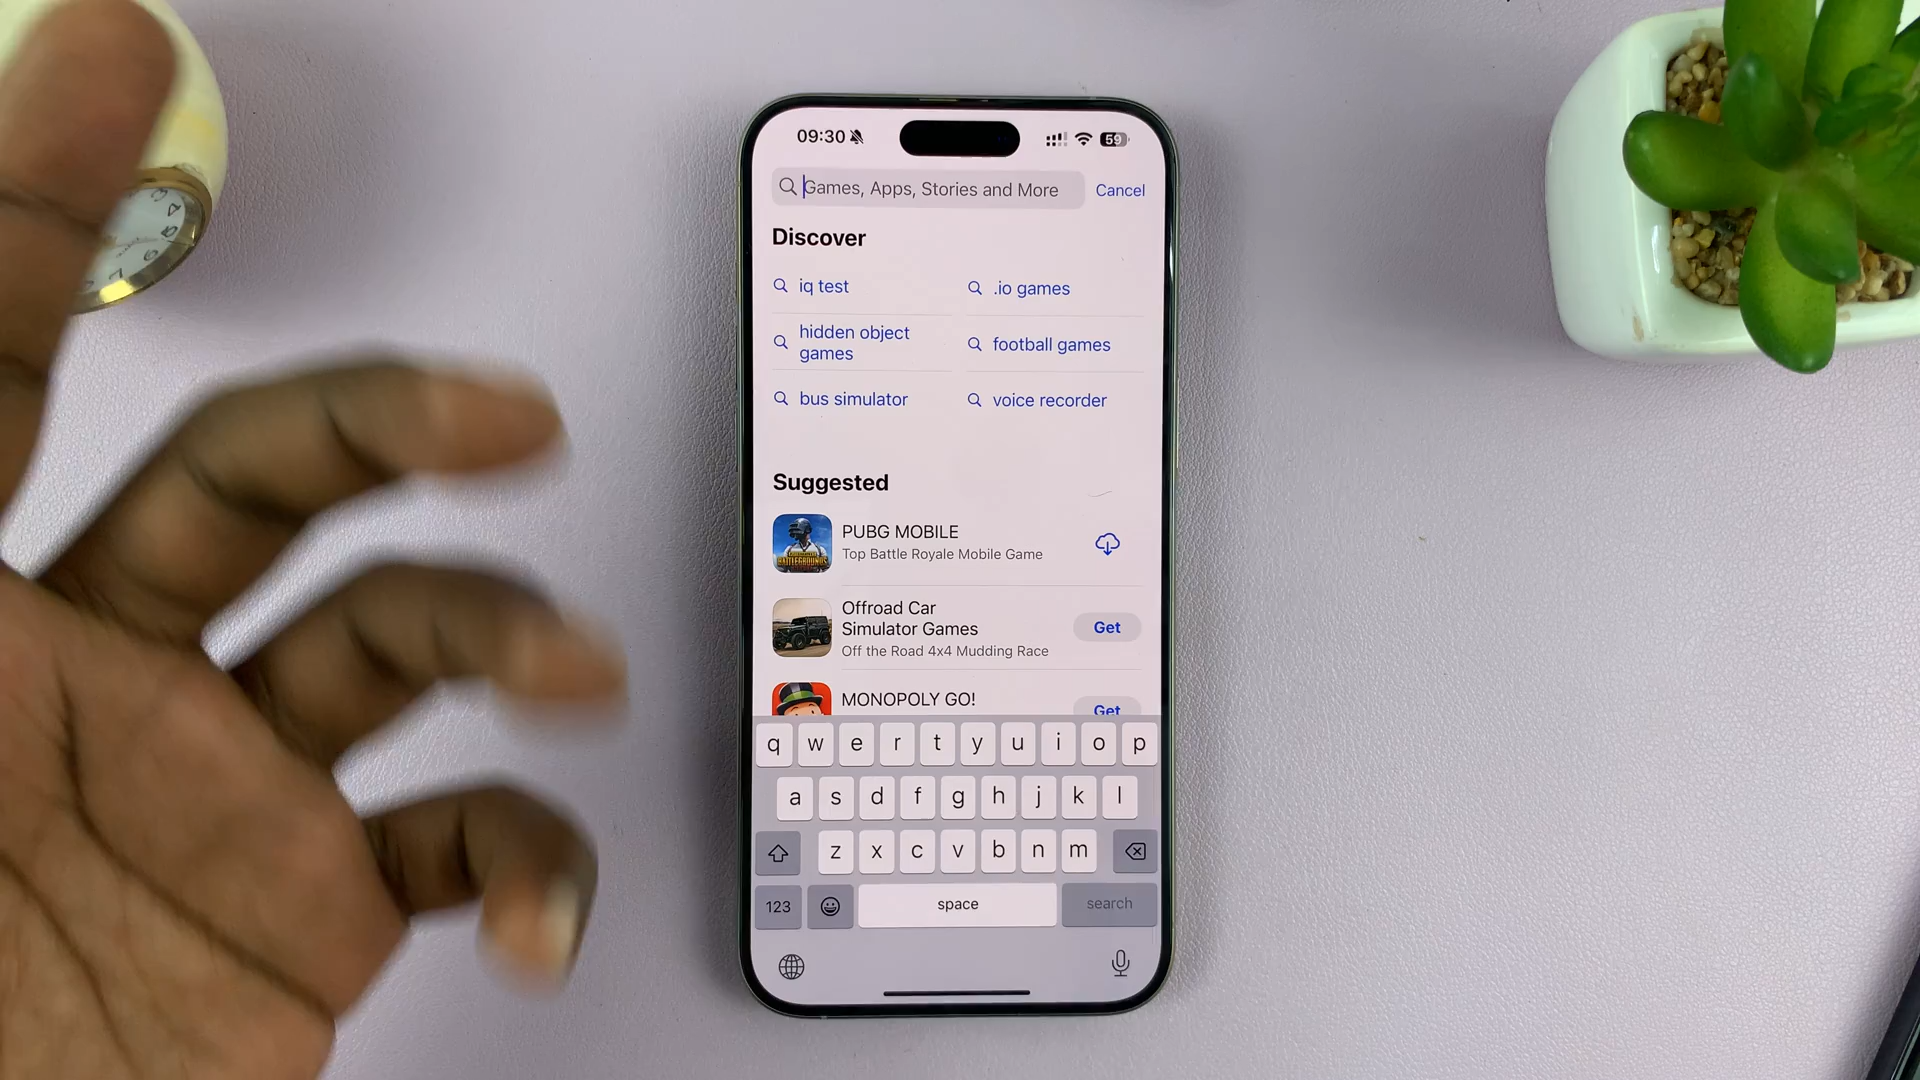 09:30
59
Games, Apps, Stories and More
Cancel
Discover
iq test
.io games
hidden object
games
football games
bus simulator
voice recorder
Suggested
PUBG MOBILE
Top Battle Royale Mobile Game
BATTLEGROUNDS
Offroad Car
Simulator Games
Off the Road 4x4 Mudding Race
Get
MONOPOLY GO!
Get
q w e r t y u i o p
a s d f g h j k l
z x c v b n m
123
space
search